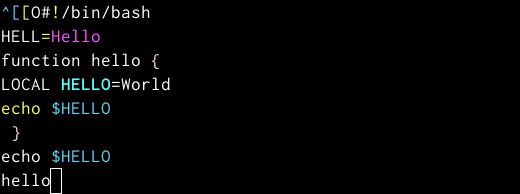 ^[[O#!/bin/bash
HELL=Hello
function hello {
LOCAL HELLO=World
echo $HELLO
}
echo $HELLO
hello